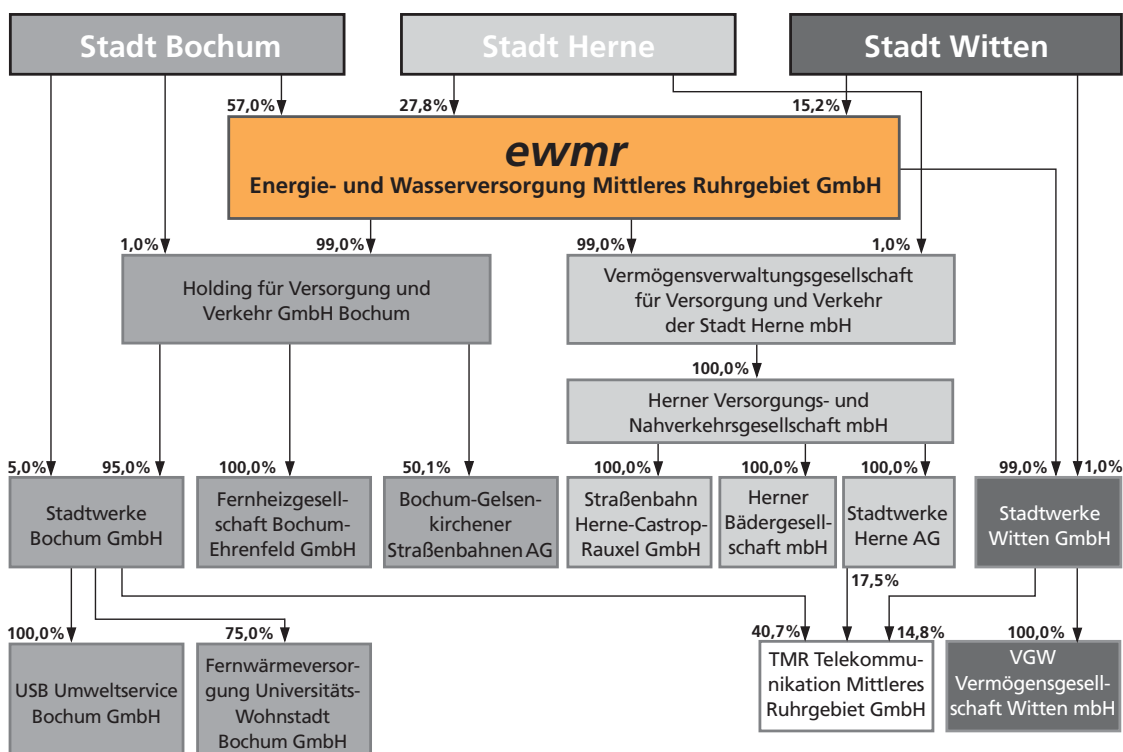 Stadt Bochum
Stadt Herne
Stadt Witten
57,0%
27,8%
15,2%
ewmr
Energie- und Wasserversorgung Mittleres Ruhrgebiet GmbH
1,0%
99,0%
99,0%
1,0%
Holding für Versorgung und
Verkehr GmbH Bochum
Vermögensverwaltungsgesellschaft
für Versorgung und Verkehr
der Stadt Herne mbH
100,0%
Herner Versorgungs- und
Nahverkehrsgesellschaft mbH
5,0%
95,0%
100,0%
50,1%
100,0%
100,0%
100,0%
99,0%
1,0%
Stadtwerke
Bochum GmbH
Fernheizgesell-
schaft Bochum-
Ehrenfeld GmbH
Bochum-Gelsen-
kirchener
Straßenbahnen AG
Straßenbahn
Herne-Castrop-
Rauxel GmbH
Herner
Bädergesell-
schaft mbH
Stadtwerke
Herne AG
Stadtwerke
Witten GmbH
17,5%
100,0%
75,0%
40,7%
14,8%
100,0%
USB Umweltservice
Bochum GmbH
Fernwärmeversor-
gung Universitäts-
Wohnstadt
Bochum GmbH
TMR Telekommu-
nikation Mittleres
Ruhrgebiet GmbH
VGW
Vermögensgesell-
schaft Witten mbH